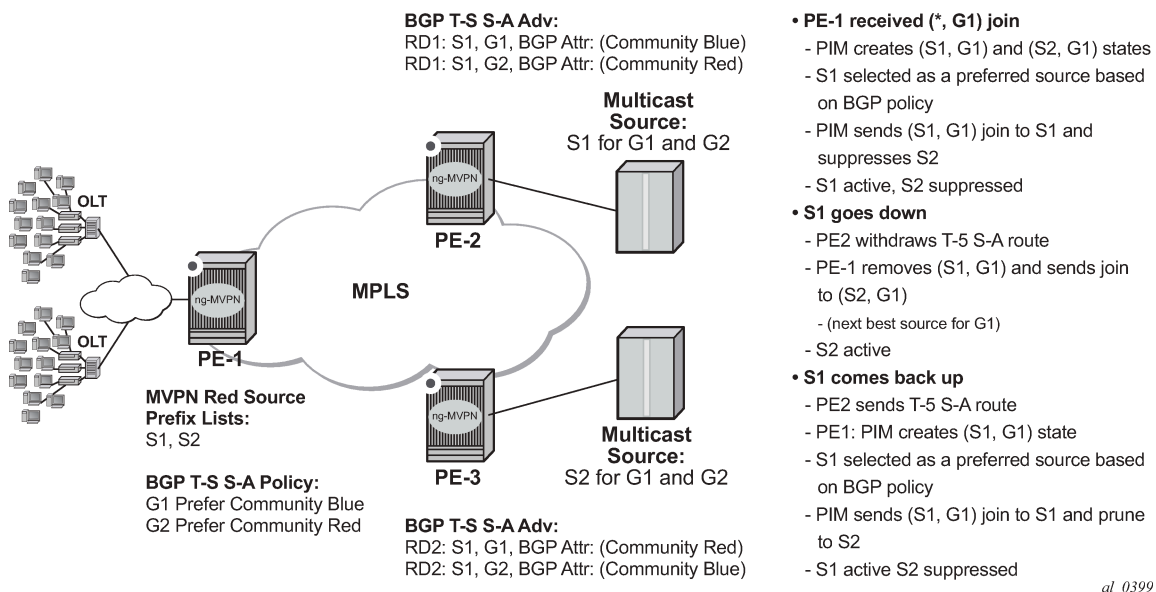 BGP T-S S-A Adv:
RD1: S1, G1, BGP Attr: (Community Blue)
RD1: S1, G2, BGP Attr: (Community Red)
Multicast
Source:
S1 for G1 and G2
ng-MVPN
PE-2
OLT
OLT
ng-MVPN
PE-1
MPLS
MVPN Red Source
Prefix Lists:
S1, S2
BGP T-S S-A Policy:
G1 Prefer Community Blue
G2 Prefer Community Red
ng-MVPN
PE-3
Multicast
Source:
S2 for G1 and G2
BGP T-S S-A Adv:
RD2: S1, G1, BGP Attr: (Community Red)
RD2: S1, G2, BGP Attr: (Community Blue)
• PE-1 received (*, G1) join
- PIM creates (S1, G1) and (S2, G1) states
- S1 selected as a preferred source based
on BGP policy
- PIM sends (S1, G1) join to S1 and
suppresses S2
- S1 active, S2 suppressed
• S1 goes down
- PE2 withdraws T-5 S-A route
- PE-1 removes (S1, G1) and sends join
to (S2, G1)
- (next best source for G1)
- S2 active
• S1 comes back up
- PE2 sends T-5 S-A route
- PE1: PIM creates (S1, G1) state
- S1 selected as a preferred source based
on BGP policy
- PIM sends (S1, G1) join to S1 and prune
to S2
- S1 active S2 suppressed
al_0399